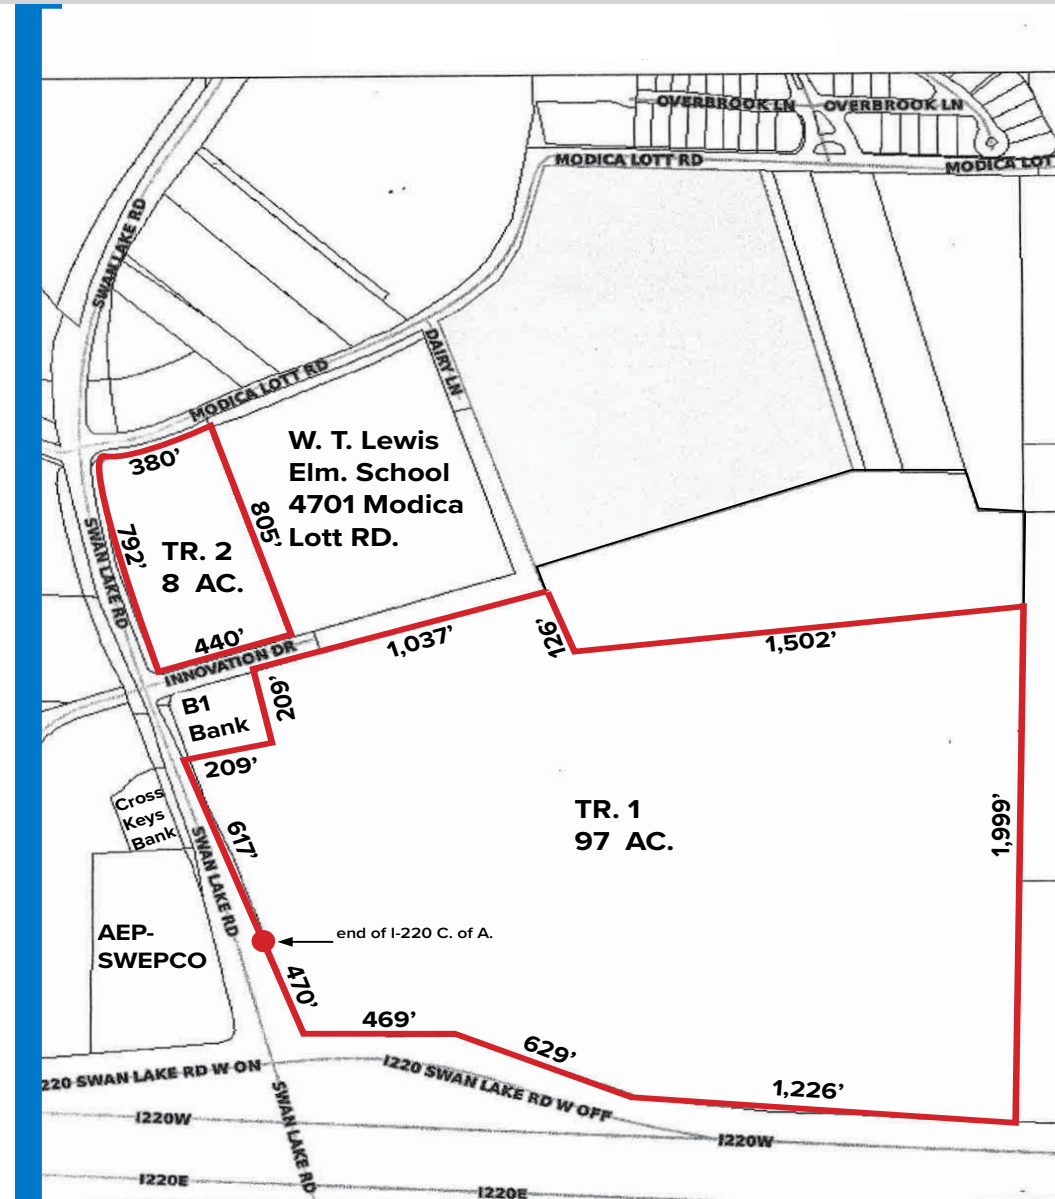 OVERBROOK LN
OVERBROOK LN
MODICA LOTT RD
MODICA LOT
SWAN LAKE RD
DAIRY LN
MODICA LOTT RD
W. T. Lewis
Elm. School
4701 Modica
Lott RD.
380'
792'
805'
TR. 2
8 AC.
SWAN LAKE RD
440'
INNOVATION DR
1,037'
126'
1,502'
209'
B1
Bank
209'
617'
TR. 1
97 AC.
1,999'
Cross
Keys
Bank
SWAN LAKE RD
AEP-
SWEPCO
end of I-220 C. of A.
470'
469'
629'
1,226'
220 SWAN LAKE RD W ON
I220 SWAN LAKE RD W OFF
SWAN LAKE RD
I220W
I220W
I220E
I220E